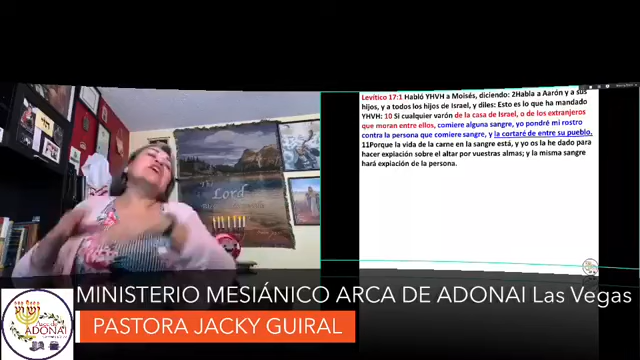 Levítico 17:1 Habló YHVH a Moisés, diciendo: 2Habla a Aarón y a sus
hijos, y a todos los hijos de Israel, y diles: Esto es lo que ha mandado
YHVH: 10 Si cualquier varón de la casa de Israel, o de los extranjeros
que moran entre ellos, comiere alguna sangre, yo pondré mi rostro
contra la persona que comiere sangre, y la cortaré de entre su pueblo.
11Porque la vida de la carne en la sangre está, y yo os la he dado para
hacer expiación sobre el altar por vuestras almas; y la misma sangre
hará expiación de la persona.
The
Lord
MINISTERIO MESIÁNICO ARCA DE ADONAI Las Vegas
PASTORA JACKY GUIRAL
Arca de
ADONAI